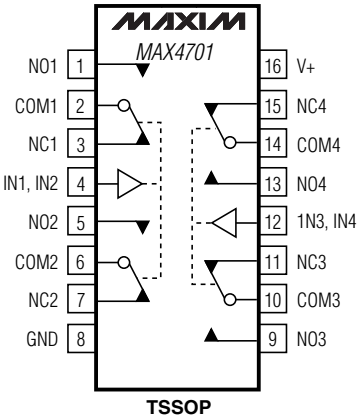 MAXIM
MAX4701
NO1 1
COM1 2
NC1 3
IN1, IN2 4
NO2 5
COM2 6
NC2 7
GND 8
16 V+
15 NC4
14 COM4
13 NO4
12 1N3, IN4
11 NC3
10 COM3
9 NO3
TSSOP